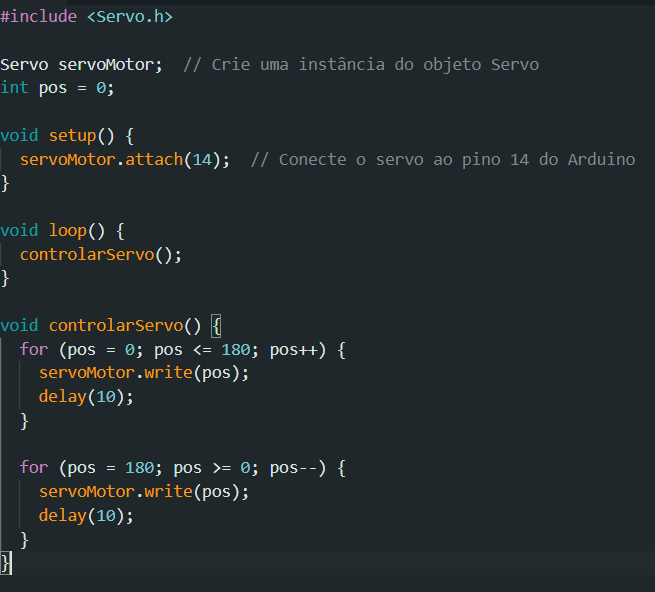 #include <Servo.h>
Servo servoMotor;  // Crie uma instância do objeto Servo
int pos = 0;
void setup() {
  servoMotor.attach(14);  // Conecte o servo ao pino 14 do Arduino
}
void loop() {
  controlarServo();
}
void controlarServo() {
  for (pos = 0; pos <= 180; pos++) {
    servoMotor.write(pos);
    delay(10);
  }
  for (pos = 180; pos >= 0; pos--) {
    servoMotor.write(pos);
    delay(10);
  }
}